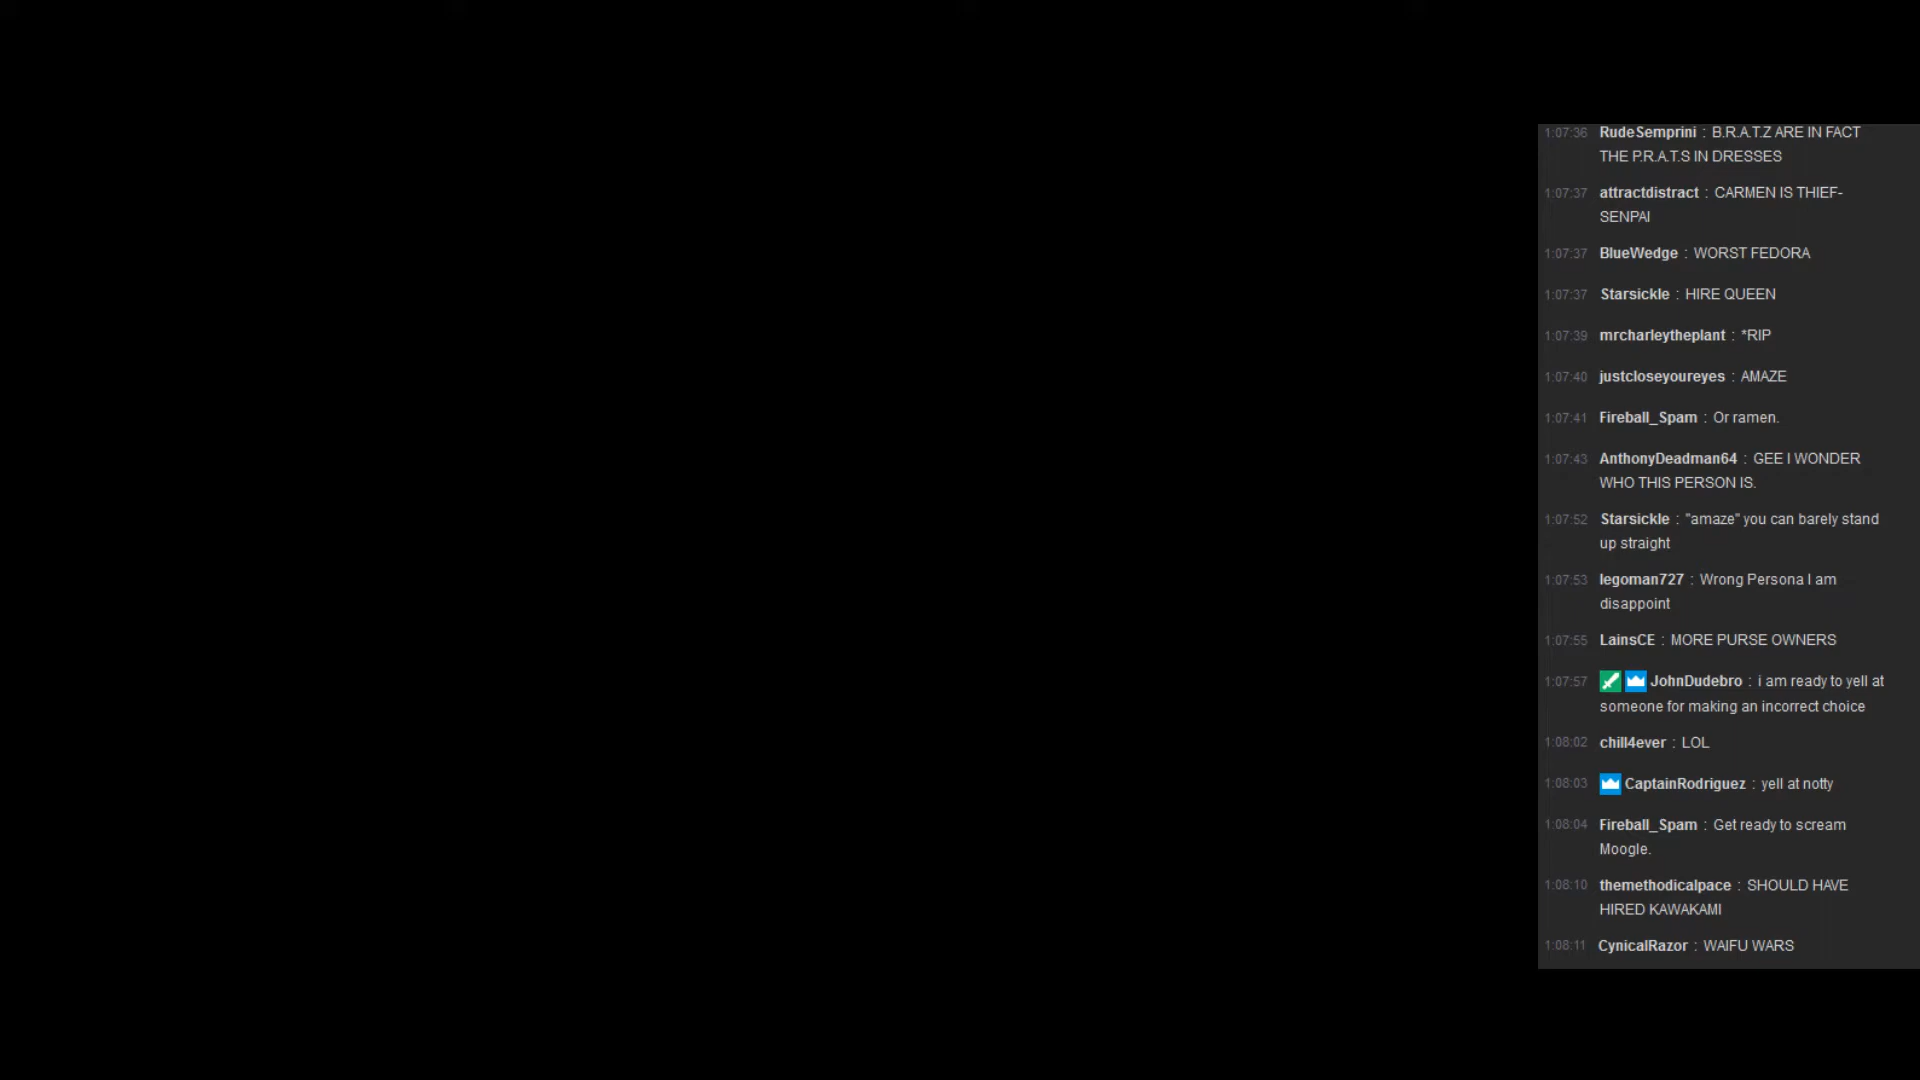 1:07:36 RudeSemprini : B.R.A.T.Z ARE IN FACT
THE P.R.A.T.S IN DRESSES
1:07:37 attractdistract : CARMEN IS THIEF-
SENPAI
1:07:37 BlueWedge : WORST FEDORA
1:07:37 Starsickle : HIRE QUEEN
1:07:39 mrcharleytheplant : *RIP
1:07:40 justcloseyoureyes : AMAZE
1:07:41 Fireball_Spam : Or ramen.
1:07:43 AnthonyDeadman64 : GEE I WONDER
WHO THIS PERSON IS.
1:07:52 Starsickle : "amaze" you can barely stand
up straight
1:07:53 legoman727 : Wrong Persona I am
disappoint
1:07:55 LainsCE : MORE PURSE OWNERS
1:07:57 JohnDudebro : i am ready to yell at
someone for making an incorrect choice
1:08:02 chill4ever : LOL
1:08:03 CaptainRodriguez : yell at notty
1:08:04 Fireball_Spam : Get ready to scream
Moogle.
1:08:10 themethodicalpace : SHOULD HAVE
HIRED KAWAKAMI
1:08:11 CynicalRazor : WAIFU WARS